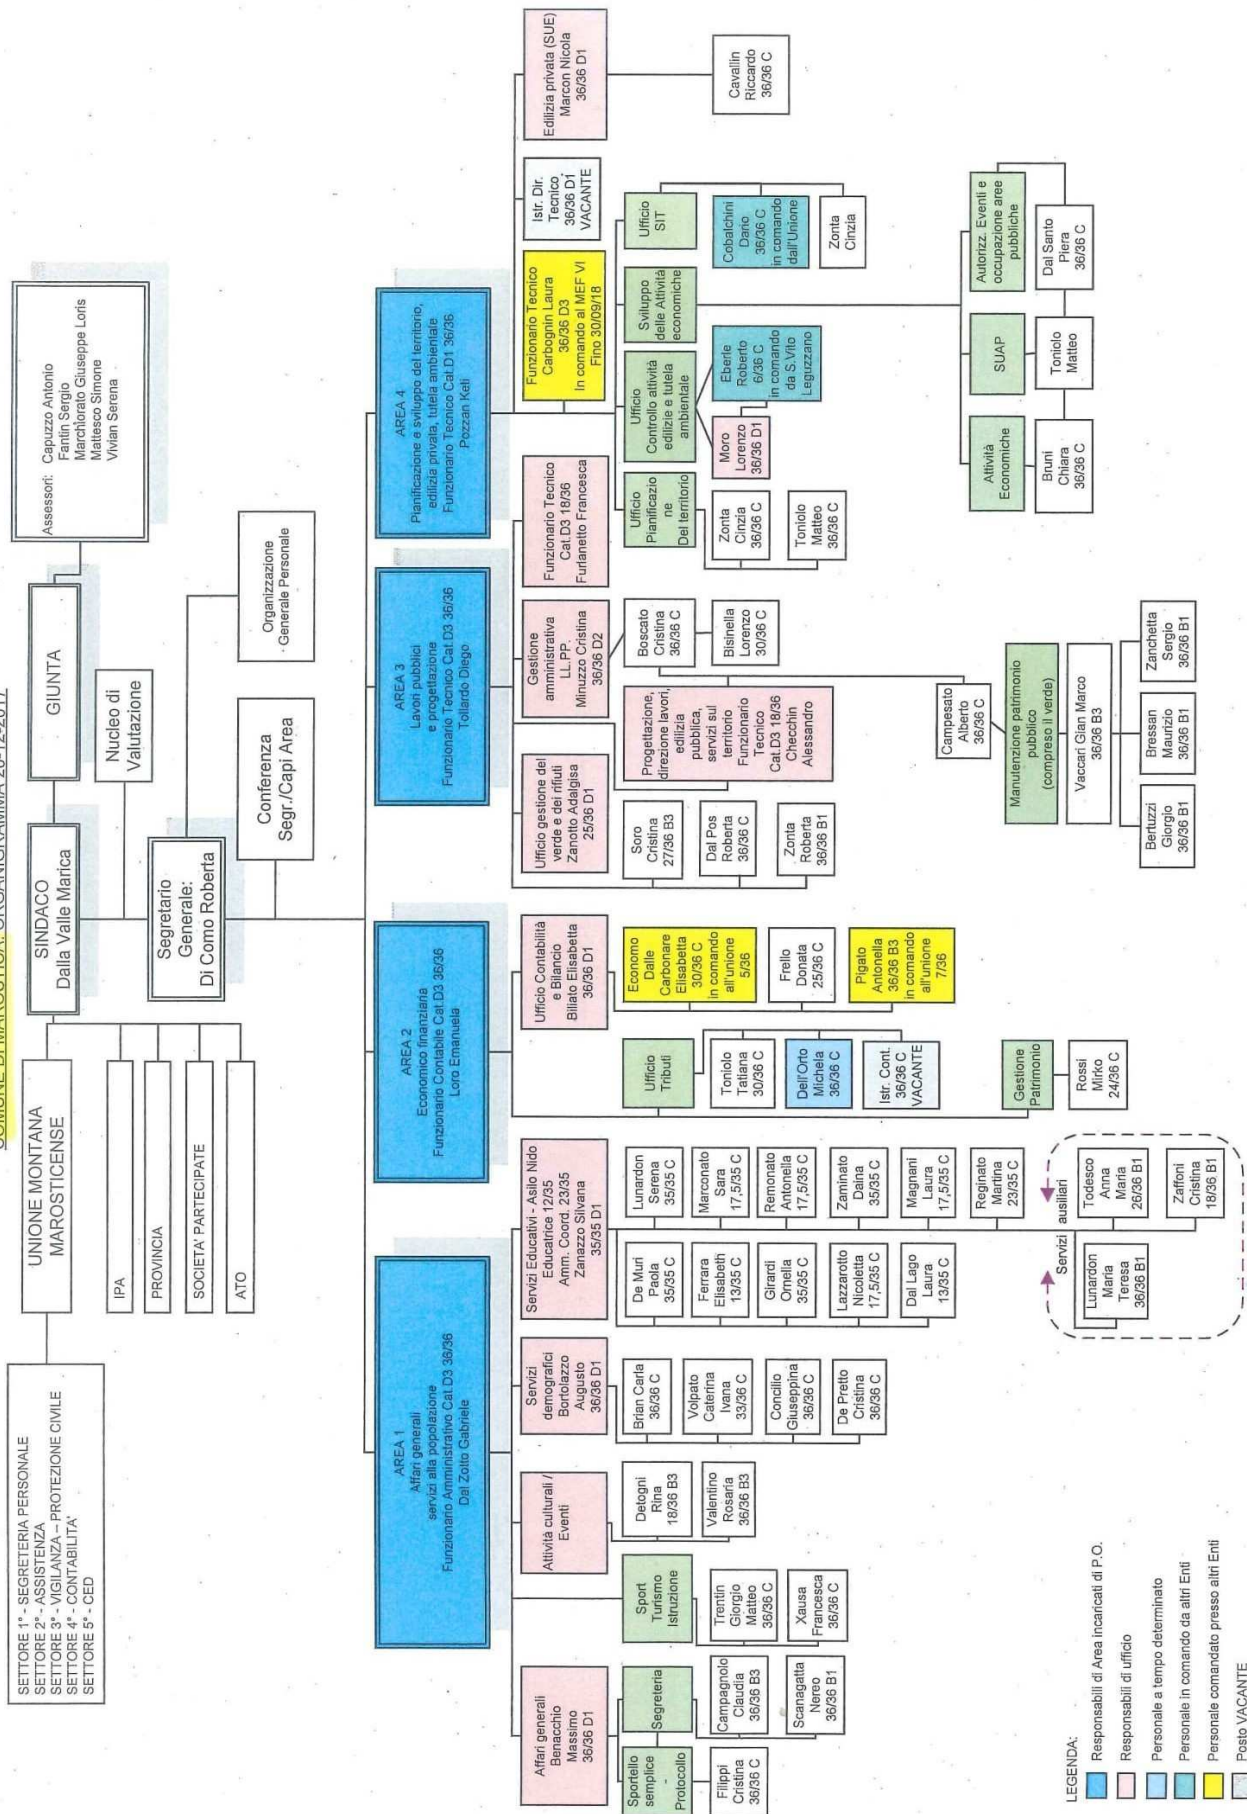 COMUNE DI MAROSTICA: ORGANIGRAMMA 20-12-2017
SETTORE 1° - SEGRETERIA PERSONALE
SETTORE 2° - ASSISTENZA
SETTORE 3° - VIGILANZA – PROTEZIONE CIVILE
SETTORE 4° - CONTABILITA'
SETTORE 5° - CED
UNIONE MONTANA
MAROSTICENSE
IPA
PROVINCIA
SOCIETA' PARTECIPATE
ATO
SINDACO
Dalla Valle Marica
GIUNTA
Assessori: Capuzzo Antonio
Fantin Sergio
Marchiorato Giuseppe Loris
Mattesco Simone
Vivian Serena
Nucleo di
Valutazione
Segretario
Generale:
Di Como Roberta
Conferenza
Segr./Capi Area
Organizzazione
Generale Personale
AREA 1
Affari generali
servizi alla popolazione
Funzionario Amministrativo Cat.D3 36/36
Dal Zotto Gabriele
Affari generali
Benacchio
Massimo
36/36 D1
Sportello
semplice
-
Protocollo
Filippi
Cristina
36/36 C
Segreteria
Campagnolo
Claudia
36/36 B3
Scanagatta
Nereo
36/36 B1
Sport
Turismo
Istruzione
Trentin
Giorgio
Matteo
36/36 C
Xausa
Francesca
36/36 C
Attività culturali /
Eventi
Detogni
Rina
18/36 B3
Valentino
Rosaria
36/36 B3
Servizi
demografici
Bortolazzo
Augusto
36/36 D1
Brian Carla
36/36 C
Volpato
Caterina
Ivana
33/36 C
Concilio
Giuseppina
36/36 C
De Pretto
Cristina
36/36 C
Servizi Educativi - Asilo Nido
Educatrice 12/35
Amm. Coord. 23/35
Zanazzo Silvana
35/35 D1
De Muri
Paola
35/35 C
Ferrara
Elisabeth
13/35 C
Girardi
Ornella
35/35 C
Lazzarotto
Nicoletta
17,5/35 C
Dal Lago
Laura
13/35 C
Lunardon
Serena
35/35 C
Marconato
Sara
17,5/35 C
Remonato
Antonella
17,5/35 C
Zaminato
Daina
35/35 C
Magnani
Laura
17,5/35 C
Reginato
Martina
23/35 C
Servizi ausiliari
Lunardon
Maria
Teresa
36/36 B1
Todesco
Anna
Maria
26/36 B1
Zaffoni
Cristina
18/36 B1
AREA 2
Economico finanziaria
Funzionario Contabile Cat.D3 36/36
Loro Emanuela
Ufficio
Tributi
Toniolo
Tatiana
30/36 C
Dell'Orto
Michela
36/36 C
Istr. Cont.
36/36 C
VACANTE
Gestione
Patrimonio
Rossi
Mirko
24/36 C
Ufficio Contabilità
e Bilancio
Biliato Elisabetta
36/36 D1
Economo
Dalle
Carbonare
Elisabetta
30/36 C
in comando
all'unione
5/36
Frello
Donata
25/36 C
Pigato
Antonella
36/36 B3
in comando
all'unione
7/36
AREA 3
Lavori pubblici
e progettazione
Funzionario Tecnico Cat.D3 36/36
Tollardo Diego
Ufficio gestione del
verde e dei rifiuti
Zanotto Adalgisa
25/36 D1
Soro
Cristina
27/36 B3
Dal Pos
Roberta
36/36 C
Zonta
Roberta
36/36 B1
Gestione
amministrativa
LL.PP.
Minuzzo Cristina
36/36 D2
Boscato
Cristina
36/36 C
Bisinella
Lorenzo
30/36 C
Funzionario Tecnico
Cat.D3 18/36
Furlanetto Francesca
Progettazione,
direzione lavori,
edilizia
pubblica,
servizi sul
territorio
Funzionario
Tecnico
Cat.D3 18/36
Checchin
Alessandro
Campesato
Alberto
36/36 C
Manutenzione patrimonio
pubblico
(compreso il verde)
Vaccari Gian Marco
36/36 B3
Bertuzzi
Giorgio
36/36 B1
Bressan
Maurizio
36/36 B1
Zanchetta
Sergio
36/36 B1
AREA 4
Pianificazione e sviluppo del territorio,
edilizia privata, tutela ambientale
Funzionario Tecnico Cat.D1 36/36
Pozzan Keti
Funzionario Tecnico
Carbognin Laura
36/36 D3
In comando al MEF VI
Fino 30/09/18
Istr. Dir.
Tecnico
36/36 D1
VACANTE
Edilizia privata (SUE)
Marcon Nicola
36/36 D1
Cavallin
Riccardo
36/36 C
Ufficio
Pianificazio
ne
Del territorio
Zonta
Cinzia
36/36 C
Toniolo
Matteo
36/36 C
Ufficio
Controllo attività
edilizie e tutela
ambientale
Moro
Lorenzo
36/36 D1
Eberle
Roberto
6/36 C
in comando
da S.Vito
Leguzzano
Sviluppo
delle Attività
economiche
Ufficio
SIT
Cobalchini
Dario
36/36 C
in comando
dall'Unione
Zonta
Cinzia
Attività
Economiche
Bruni
Chiara
36/36 C
SUAP
Toniolo
Matteo
Autorizz. Eventi e
occupazione aree
pubbliche
Dal Santo
Piera
36/36 C
LEGENDA:
Responsabili di Area incaricati di P.O.
Responsabili di ufficio
Personale a tempo determinato
Personale in comando da altri Enti
Personale comandato presso altri Enti
Posto VACANTE